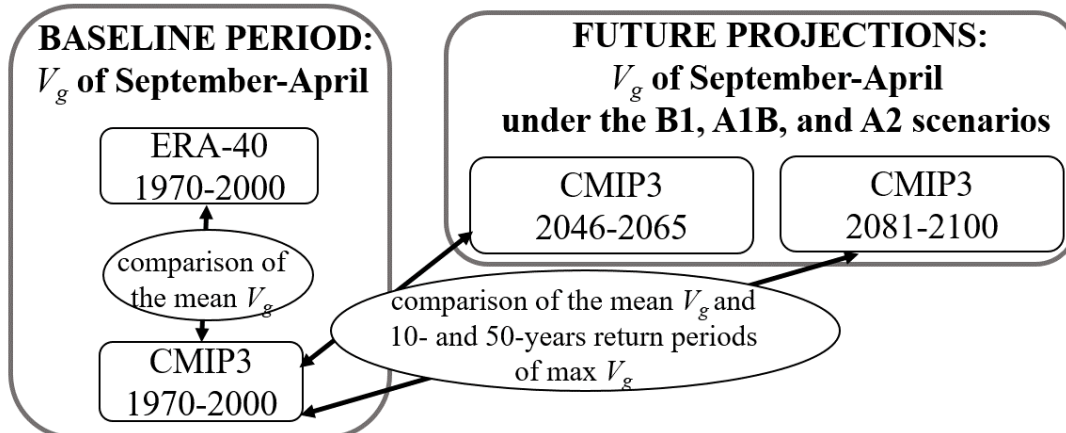 BASELINE PERIOD:
Vg of September-April
ERA-40
1970-2000
comparison of
the mean Vg
CMIP3
1970-2000
FUTURE PROJECTIONS:
Vg of September-April
under the B1, A1B, and A2 scenarios
CMIP3
2046-2065
CMIP3
2081-2100
comparison of the mean Vg and
10- and 50-years return periods
of max Vg